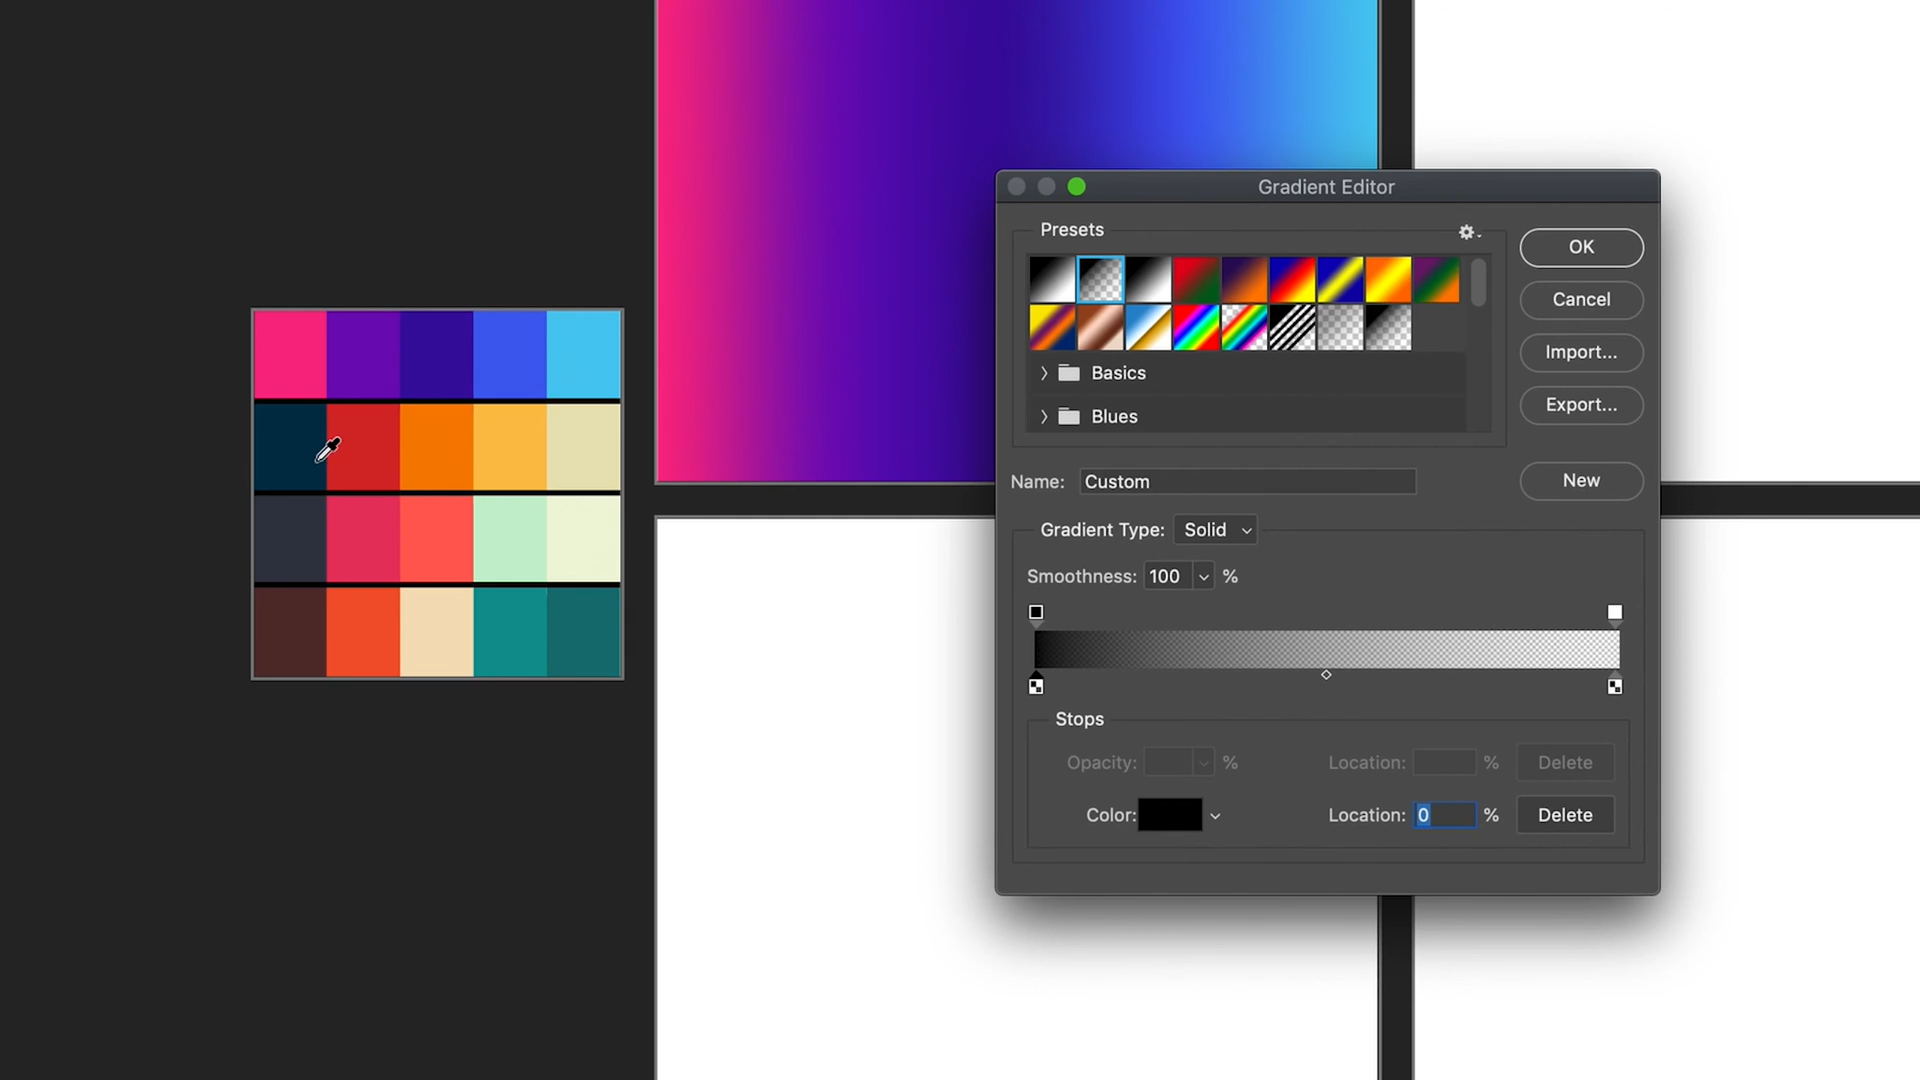 Gradient Editor
Presets
OK
Cancel
Import...
Export...
Basics
Blues
Name: Custom
New
Gradient Type: Solid
Smoothness: 100 %
Stops
Opacity: % Location: % Delete
Color: Location: 0 % Delete